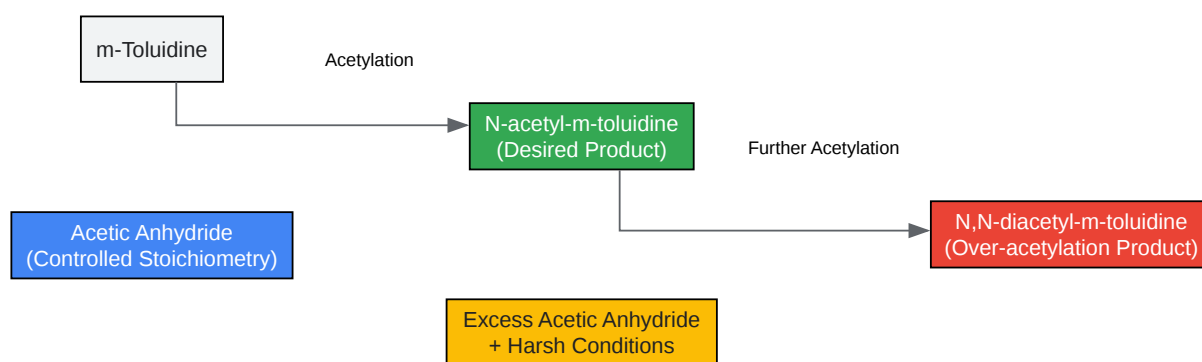 m-Toluidine
Acetylation
N-acetyl-m-toluidine
(Desired Product)
Further Acetylation
Acetic Anhydride
(Controlled Stoichiometry)
N,N-diacetyl-m-toluidine
(Over-acetylation Product)
Excess Acetic Anhydride
+ Harsh Conditions